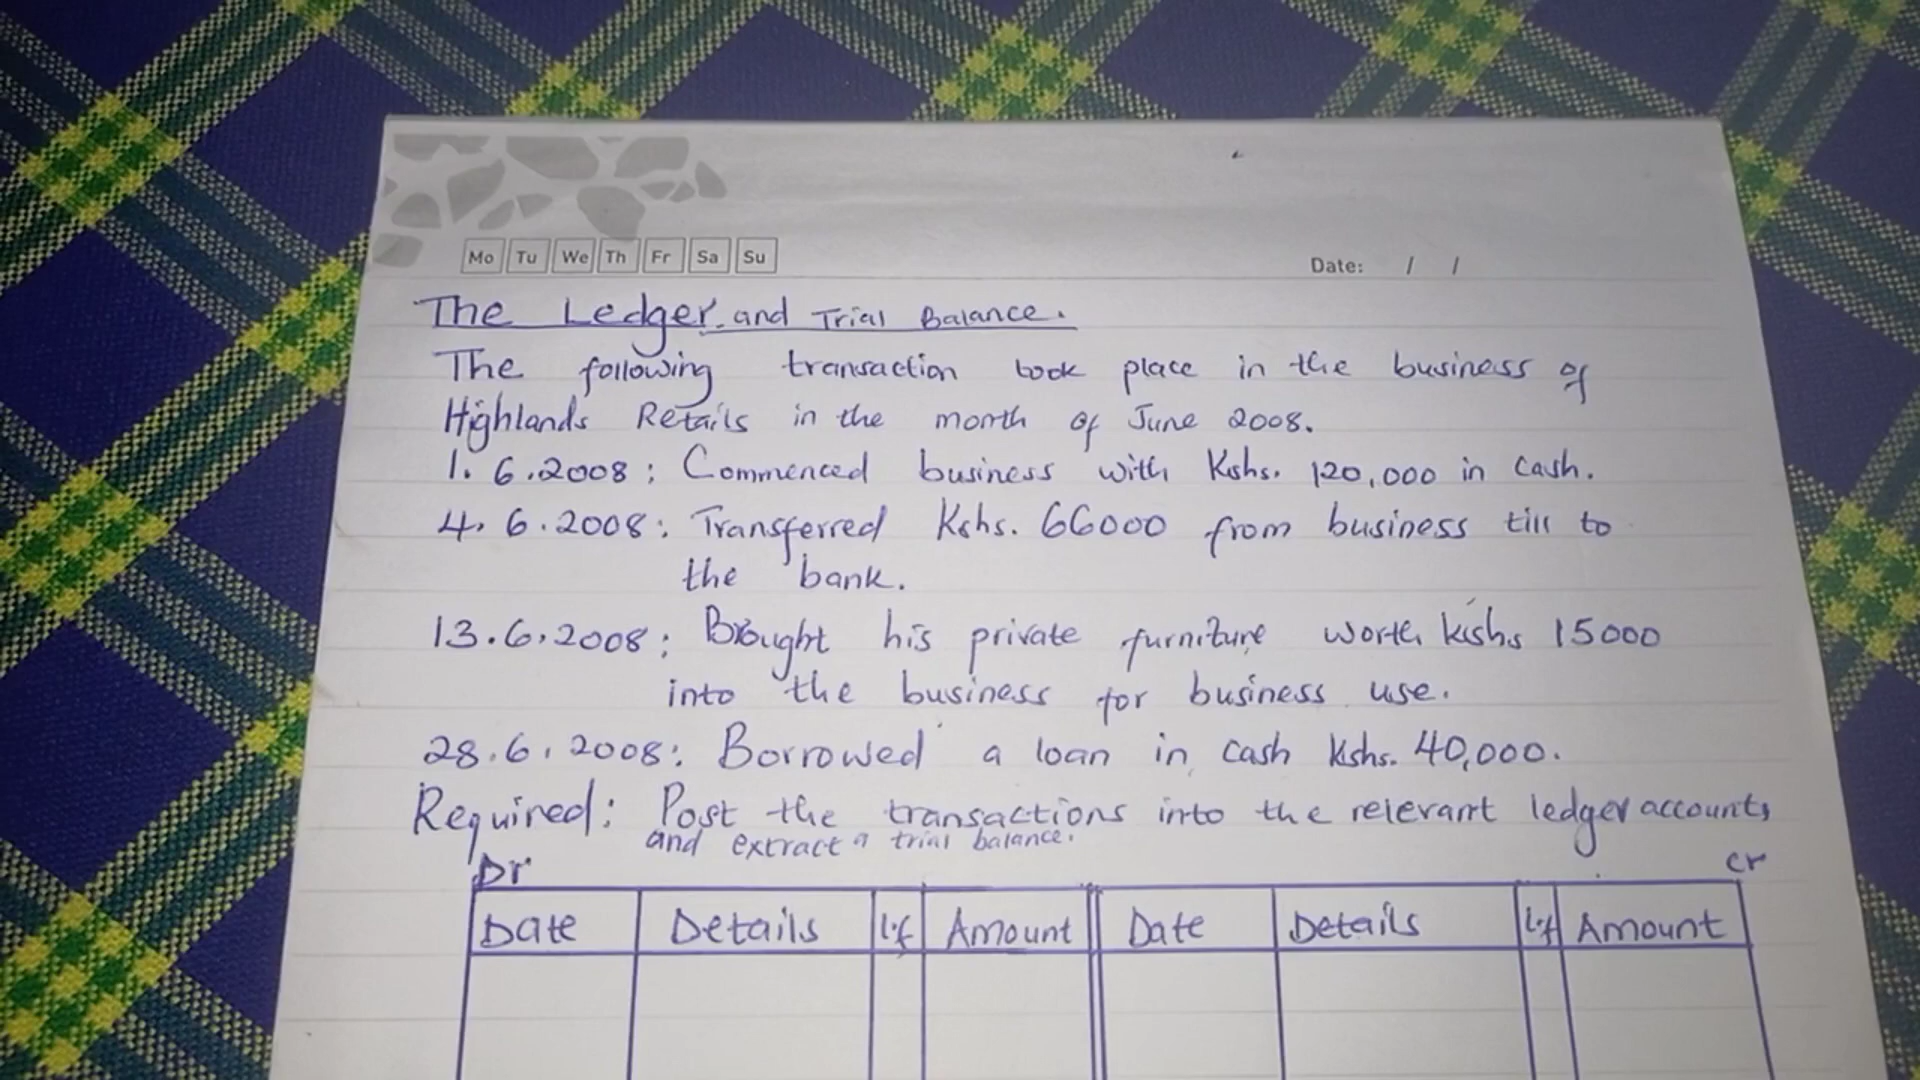 Mo Tu We Th Fr Sa Su
Date: / /
The Ledger and Trial Balance.
The following transaction took place in the business of
Highlands Retails in the month of June 2008.
1. 6.2008: Commenced business with Kshs. 120,000 in cash.
4. 6.2008: Transferred Kshs. 66000 from business till to
the bank.
13.6.2008: Brought his private furniture worth Kshs 15000
into the business for business use.
28.6.2008: Borrowed a loan in cash Kshs. 40,000.
Required: Post the transactions into the relevant ledger accounts
and extract a trial balance.
Dr Cr
Date Details l.f Amount Date Details l.f Amount